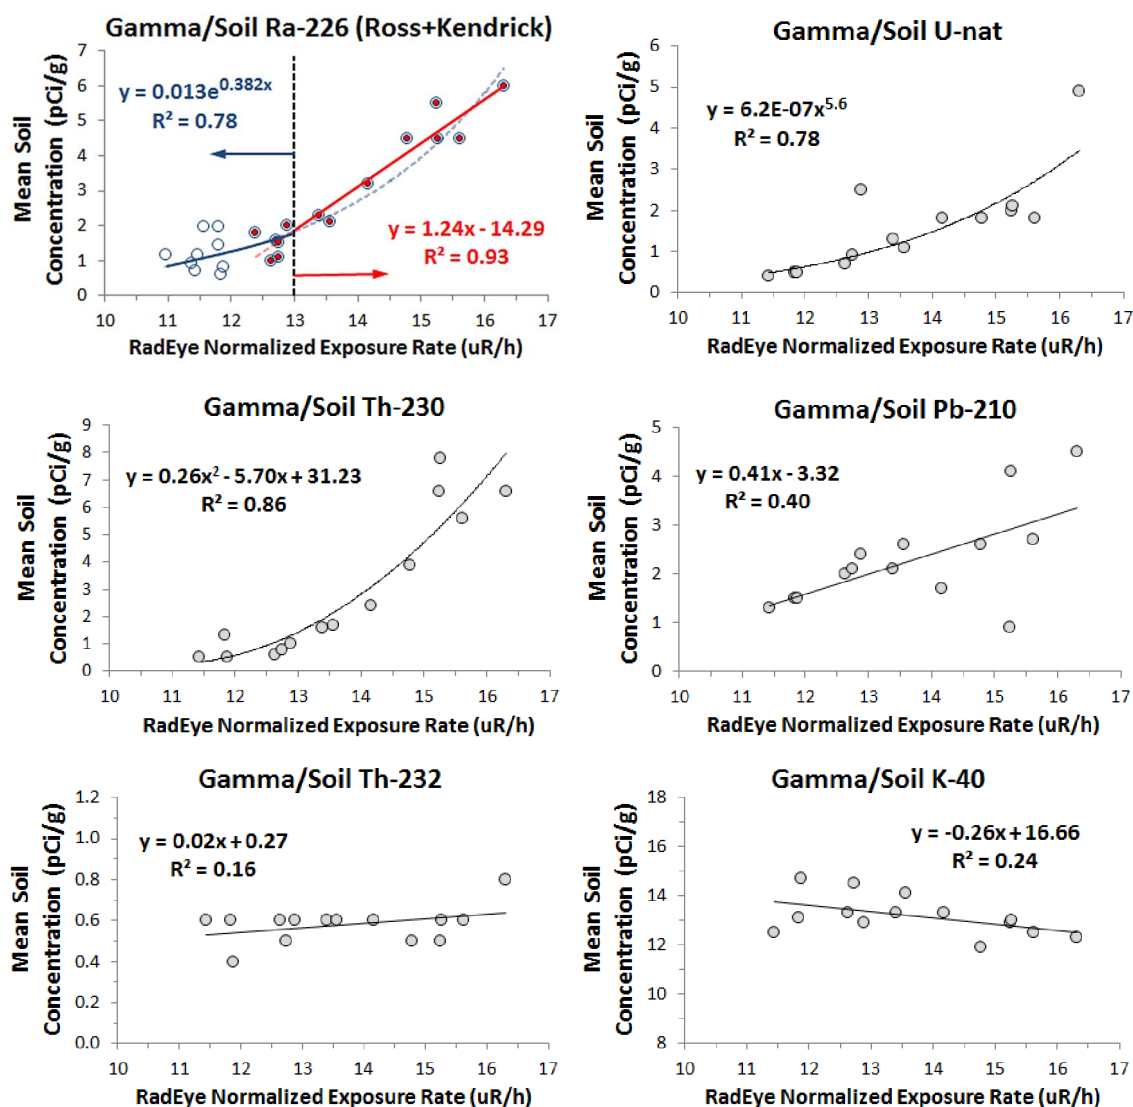 Gamma/Soil Ra-226 (Ross+Kendrick)
Mean Soil
Concentration (pCi/g)
7
6
5
4
3
2
1
0
y = 0.013e^0.382x
R² = 0.78
y = 1.24x - 14.29
R² = 0.93
10 11 12 13 14 15 16 17
RadEye Normalized Exposure Rate (uR/h)
Gamma/Soil U-nat
Mean Soil
Concentration (pCi/g)
6
5
4
3
2
1
0
y = 6.2E-07x^5.6
R² = 0.78
10 11 12 13 14 15 16 17
RadEye Normalized Exposure Rate (uR/h)
Gamma/Soil Th-230
Mean Soil
Concentration (pCi/g)
9
8
7
6
5
4
3
2
1
0
y = 0.26x² - 5.70x + 31.23
R² = 0.86
10 11 12 13 14 15 16 17
RadEye Normalized Exposure Rate (uR/h)
Gamma/Soil Pb-210
Mean Soil
Concentration (pCi/g)
5
4
3
2
1
0
y = 0.41x - 3.32
R² = 0.40
10 11 12 13 14 15 16 17
RadEye Normalized Exposure Rate (uR/h)
Gamma/Soil Th-232
Mean Soil
Concentration (pCi/g)
1.2
1.0
0.8
0.6
0.4
0.2
0.0
y = 0.02x + 0.27
R² = 0.16
10 11 12 13 14 15 16 17
RadEye Normalized Exposure Rate (uR/h)
Gamma/Soil K-40
Mean Soil
Concentration (pCi/g)
18
16
14
12
10
8
y = -0.26x + 16.66
R² = 0.24
10 11 12 13 14 15 16 17
RadEye Normalized Exposure Rate (uR/h)